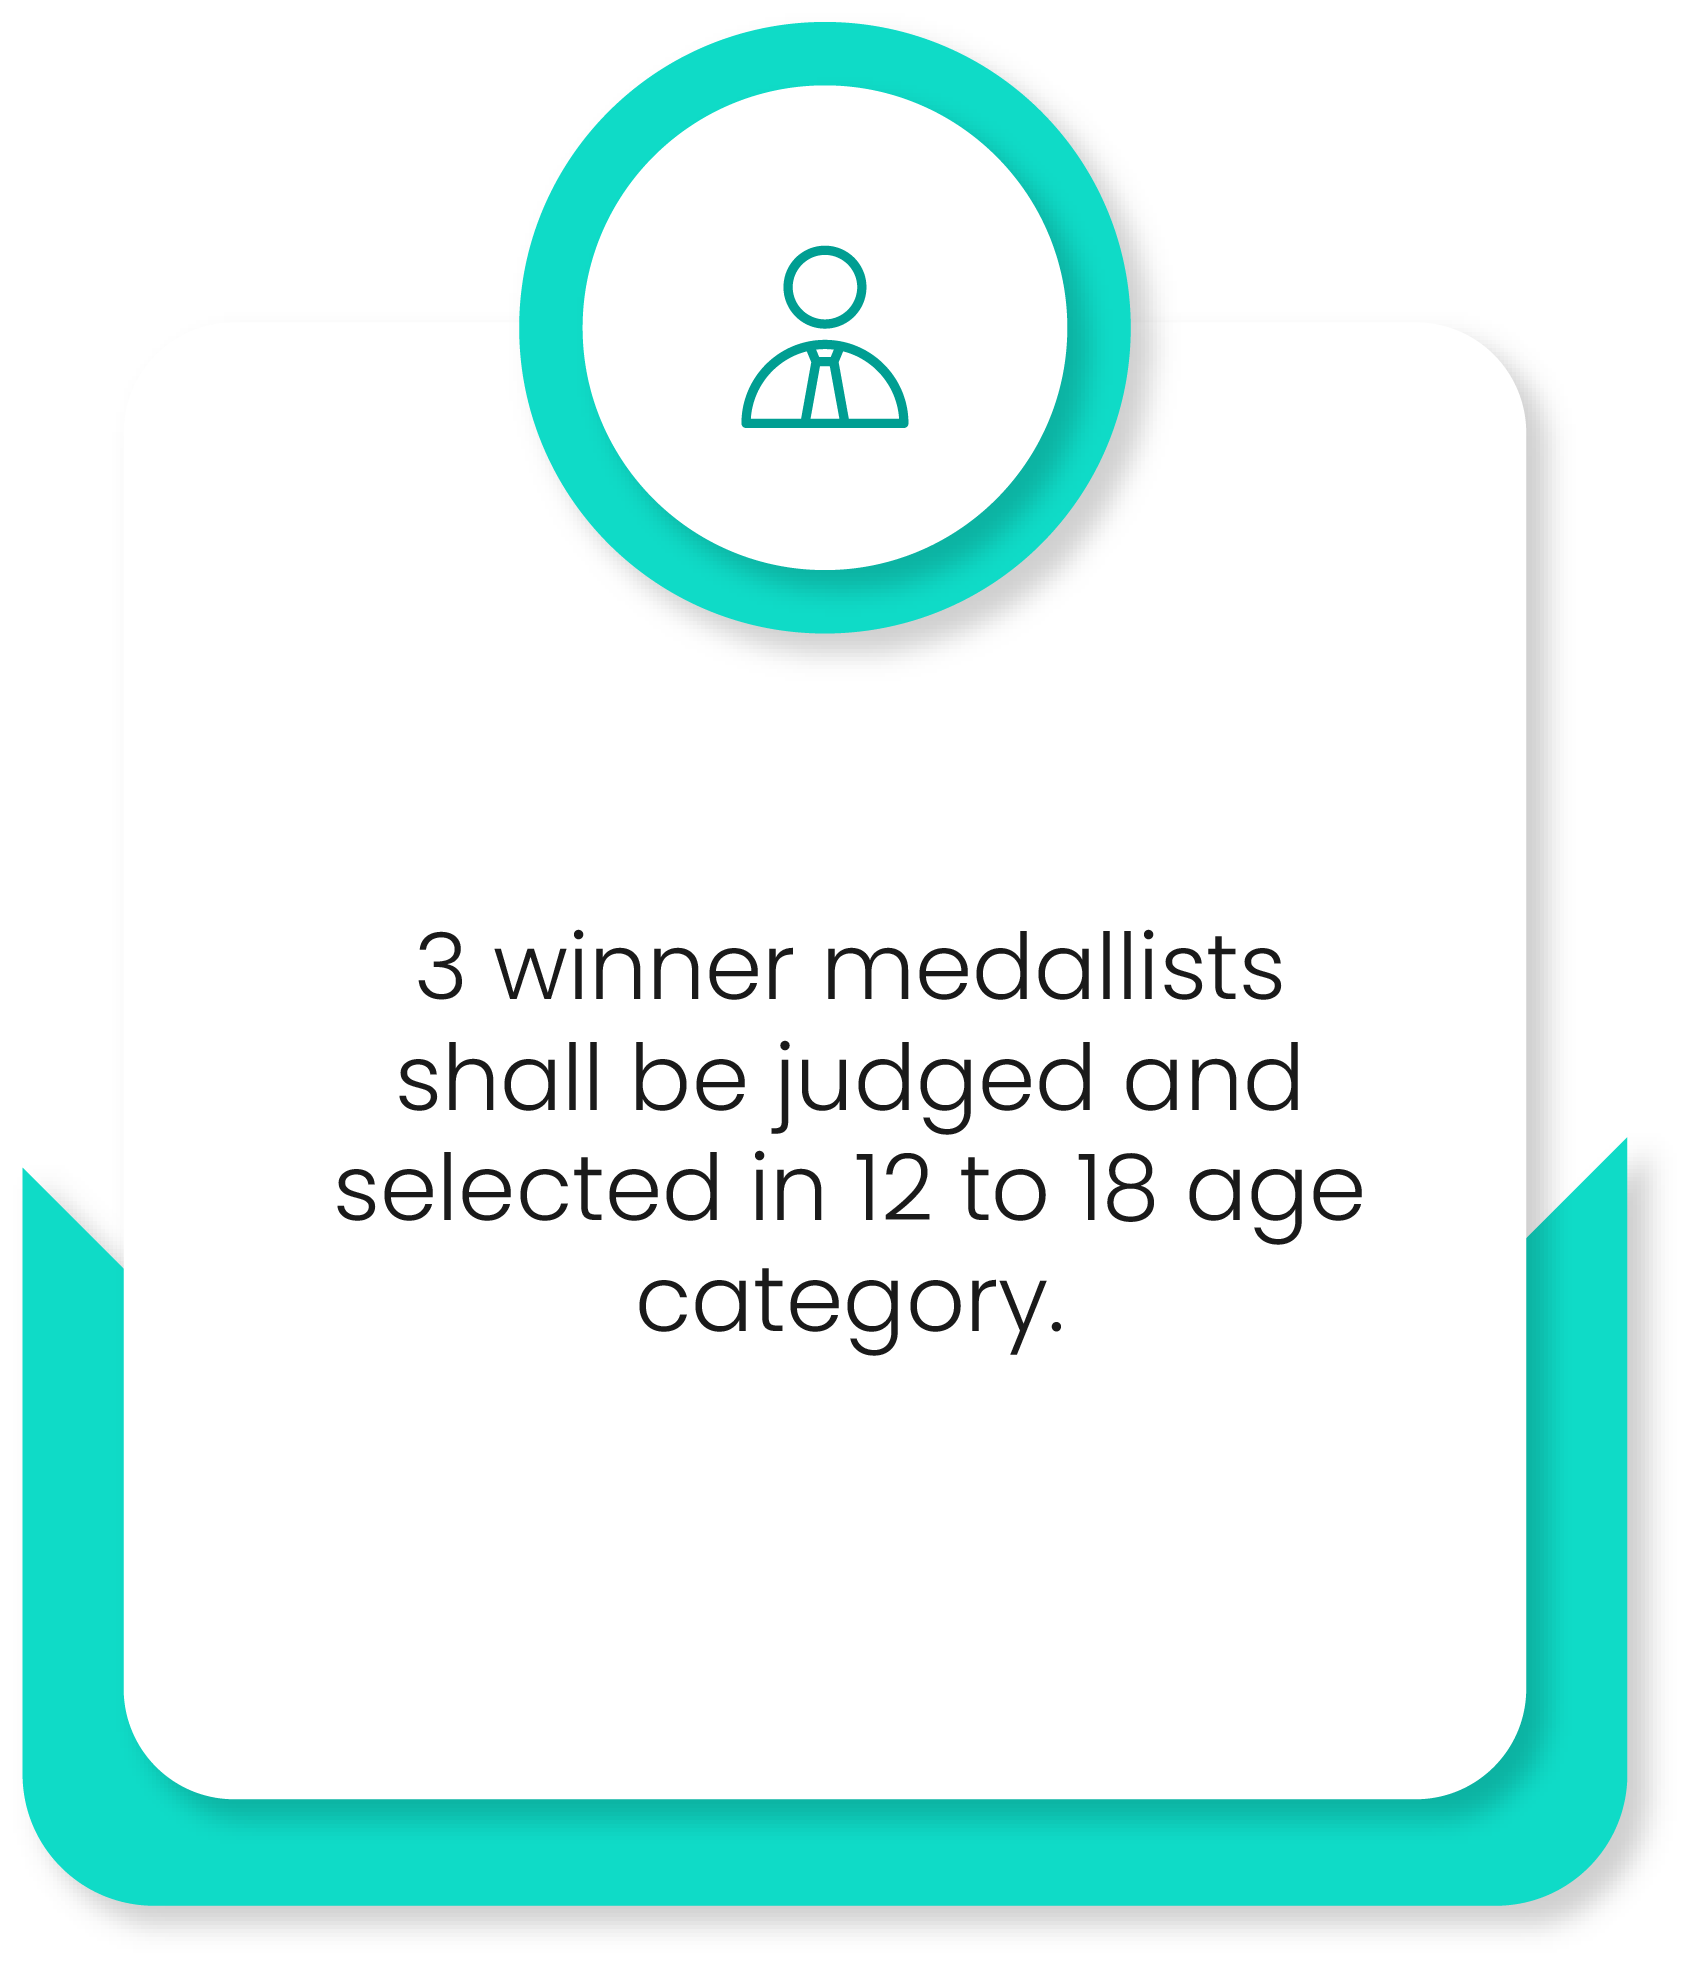 3 winner medallists
shall be judged and
selected in 12 to 18 age
category.